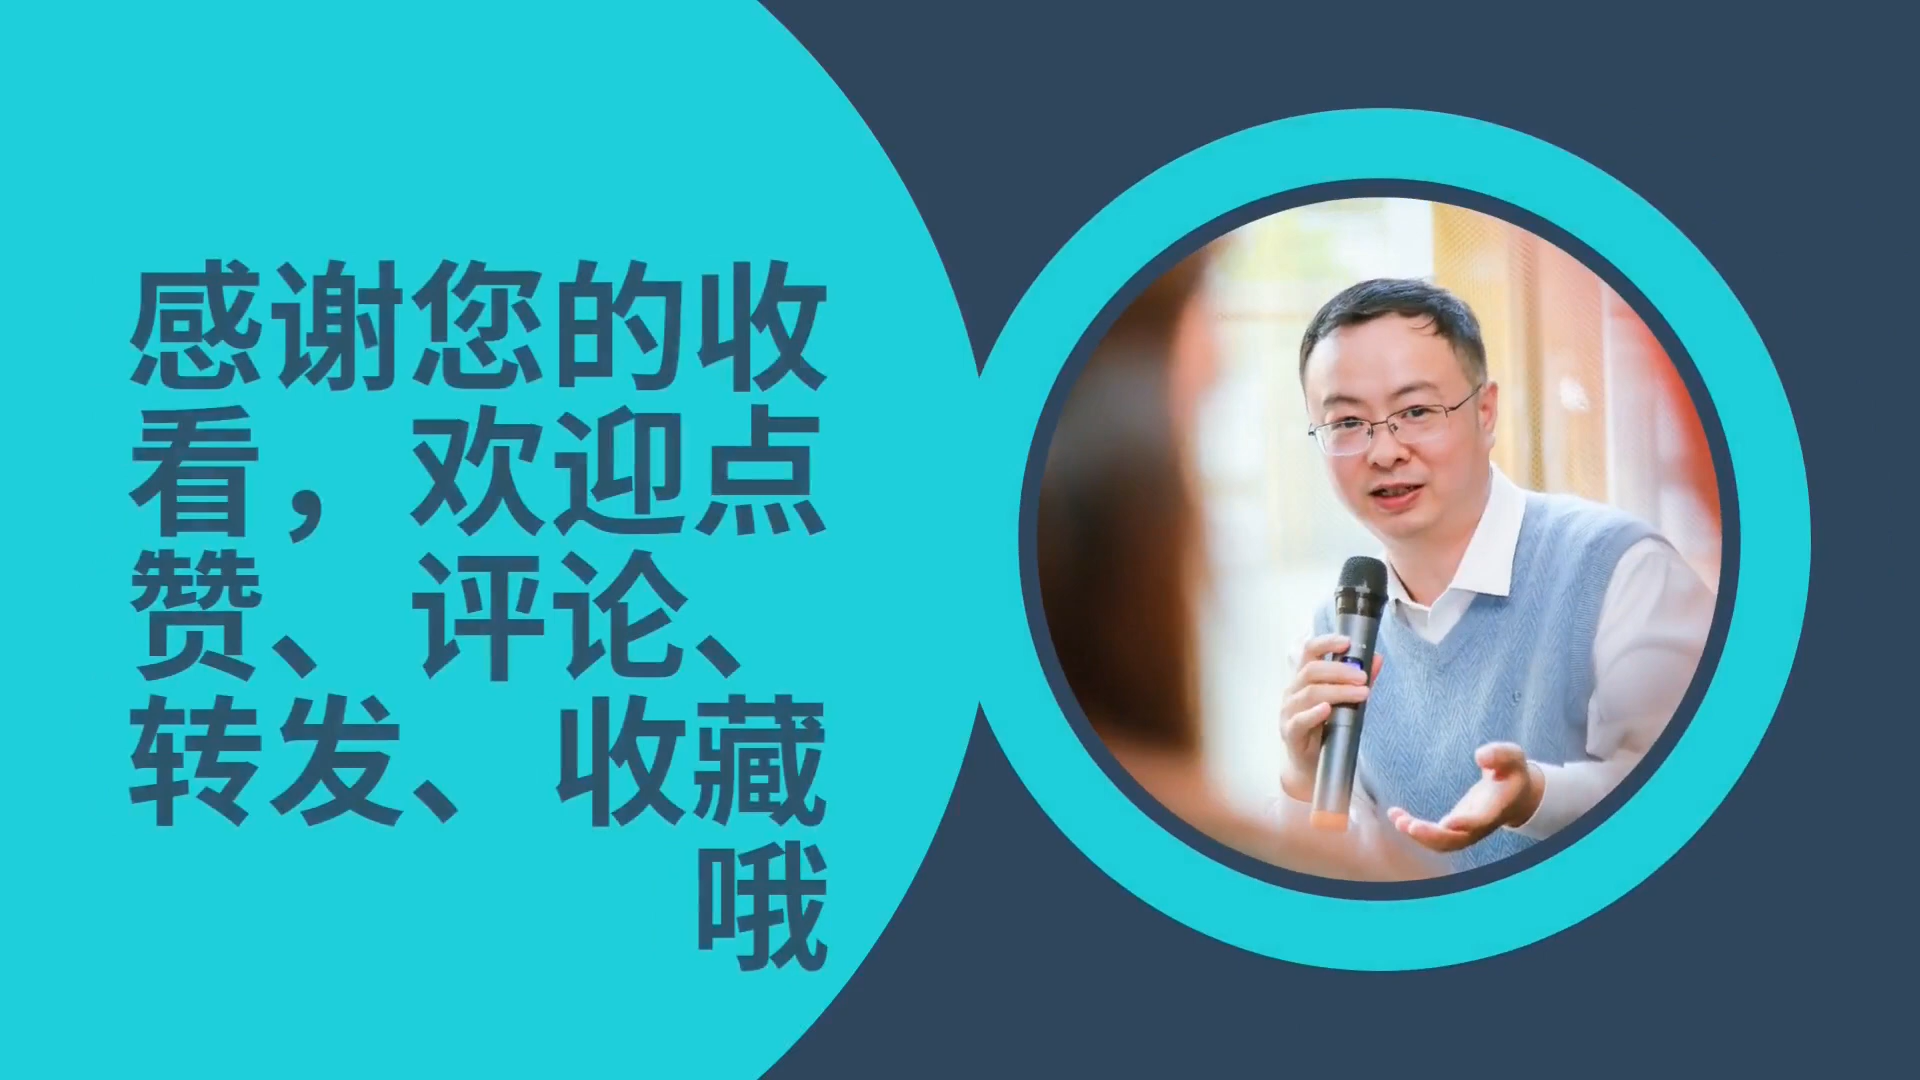 感谢您的收
看，欢迎点
赞、评论、
转发、收藏
哦